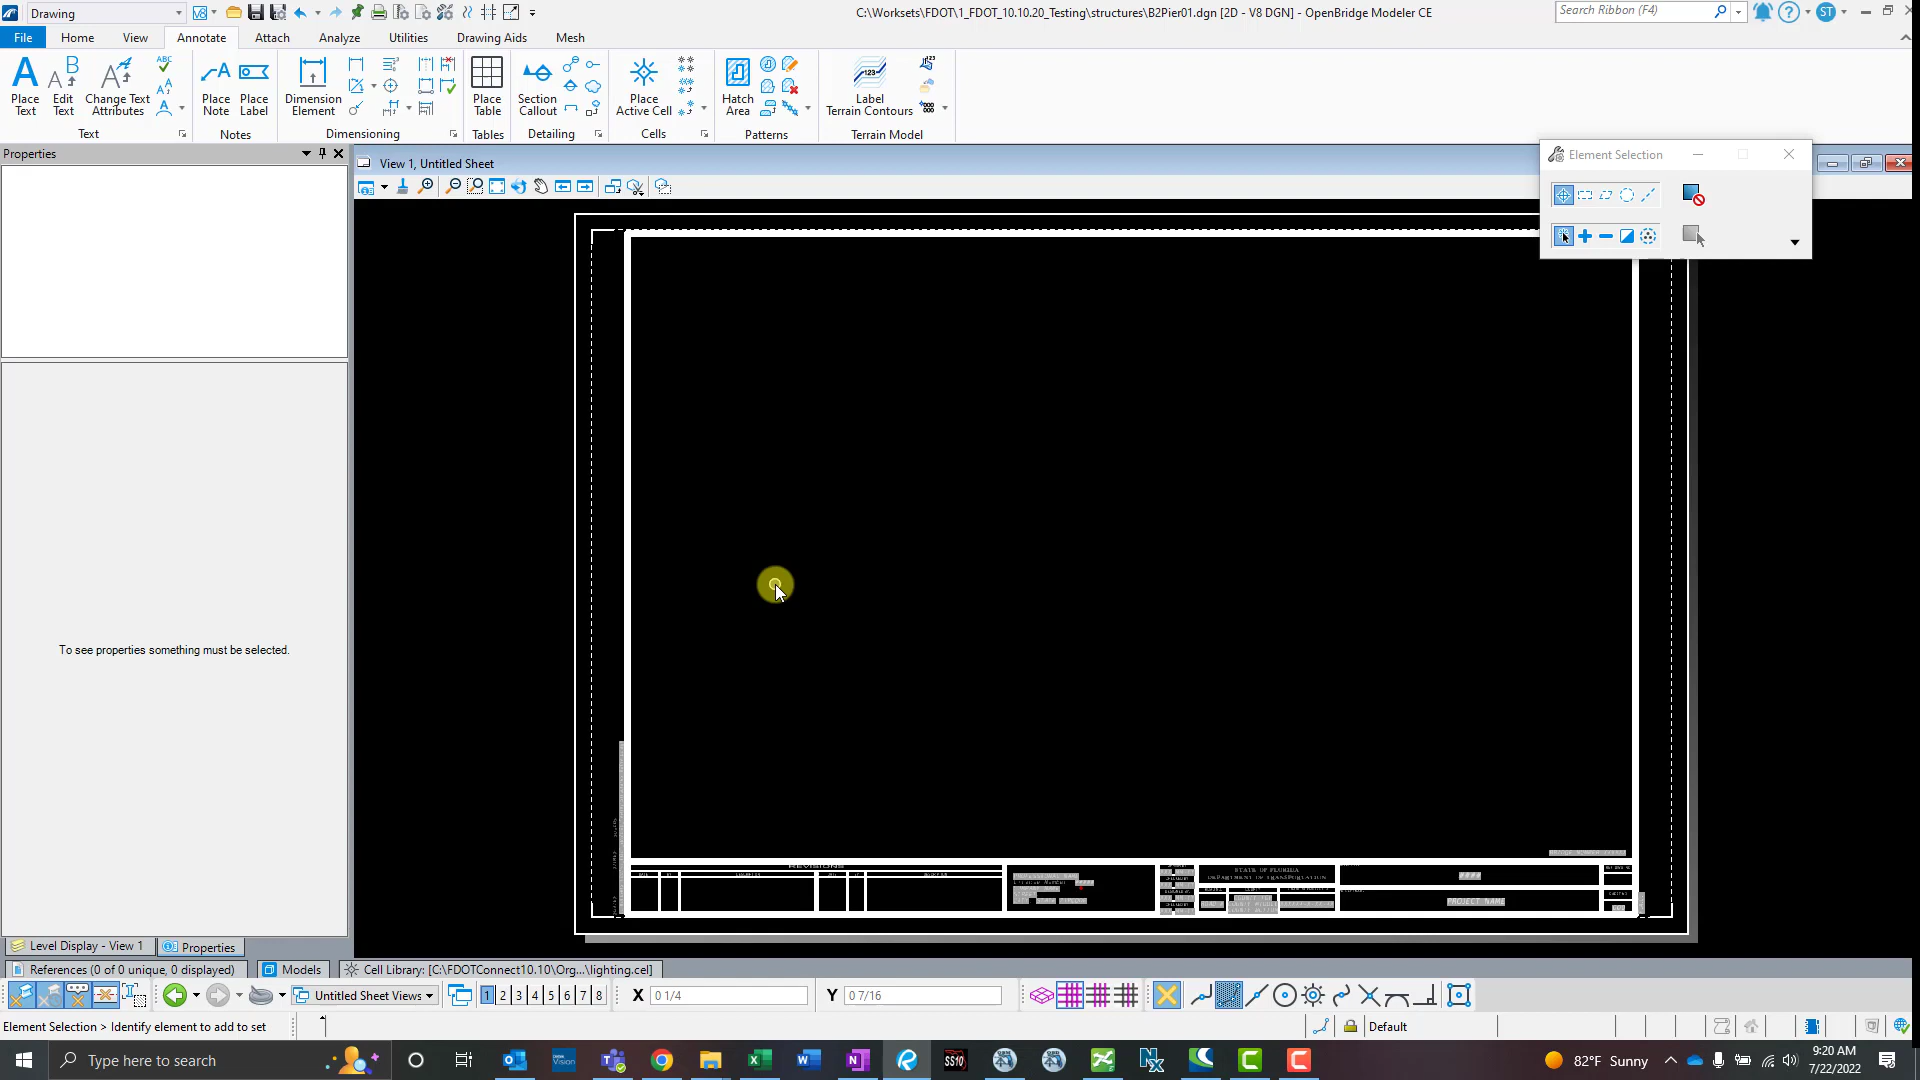 Drawing
C:\Worksets\FDOT\1_FDOT_10.10.20_Testing\structures\B2Pier01.dgn [2D - V8 DGN] - OpenBridge Modeler CE
Search Ribbon (F4)
ST
File Home View Annotate Attach Analyze Utilities Drawing Aids Mesh
Place Text
Edit Text
Change Text Attributes
Place Note
Place Label
Dimension Element
Place Table
Section Callout
Place Active Cell
Hatch Area
Label Terrain Contours
Text Notes Dimensioning Tables Detailing Cells Patterns Terrain Model
Properties
View 1, Untitled Sheet
Element Selection
To see properties something must be selected.
REVISIONS
STATE OF FLORIDA
DEPARTMENT OF TRANSPORTATION
PROJECT NAME
Level Display - View 1 Properties
References (0 of 0 unique, 0 displayed) Models Cell Library: [C:\FDOTConnect10.10\Org...\lighting.cel]
Untitled Sheet Views 1 2 3 4 5 6 7 8 X 0 1/4 Y 0 7/16
Element Selection > Identify element to add to set
Default
Type here to search
82°F Sunny
9:20 AM
7/22/2022